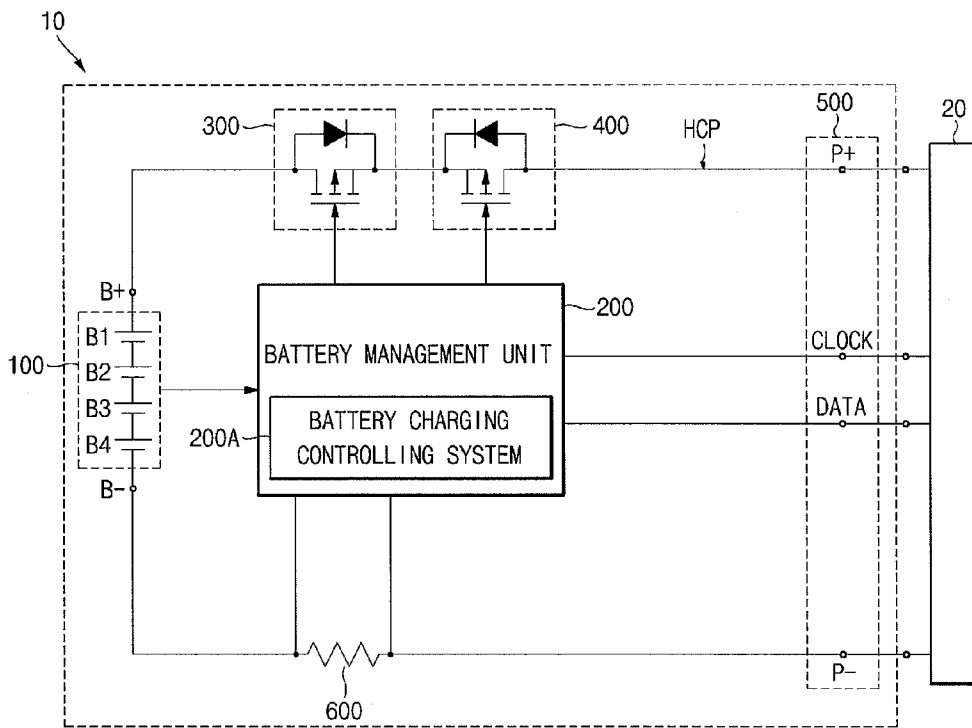 10
300
400
HCP
500
20
P+
B+
100
B1
B2
B3
B4
B-
200
BATTERY MANAGEMENT UNIT
200A
BATTERY CHARGING
CONTROLLING SYSTEM
CLOCK
DATA
600
P-